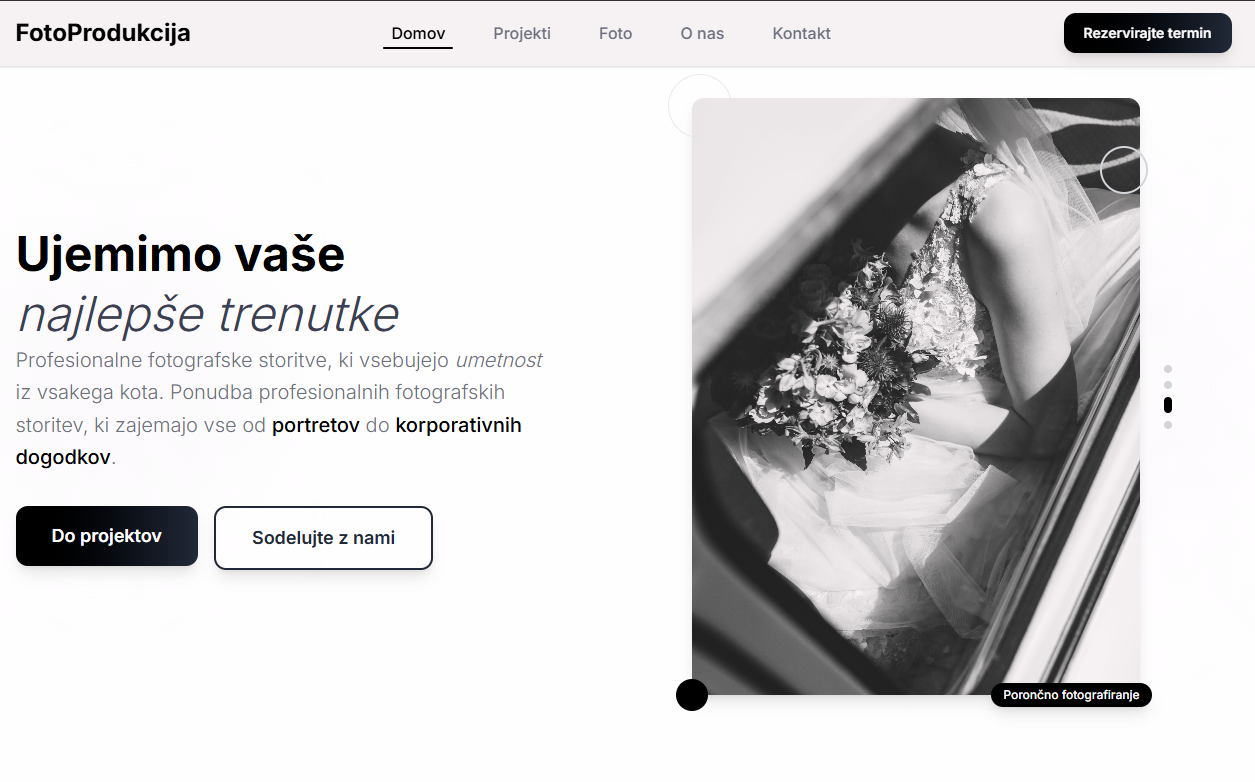 FotoProdukcija
Domov
Projekti
Foto
O nas
Kontakt
Rezervirajte termin
Ujemimo vaše
najlepše trenutke
Profesionalne fotografske storitve, ki vsebujejo umetnost
iz vsakega kota. Ponudba profesionalnih fotografskih
storitev, ki zajemajo vse od portretov do korporativnih
dogodkov.
Do projektov
Sodelujte z nami
Porončno fotografiranje